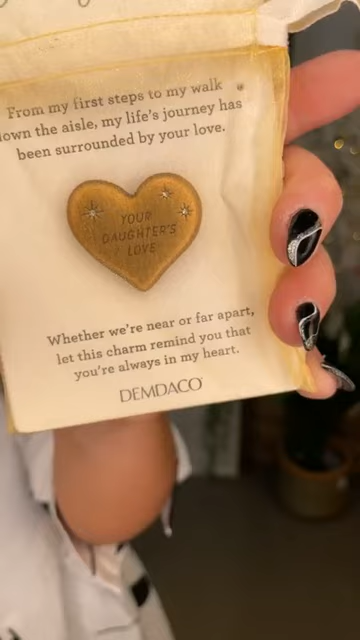 From my first steps to my walk
down the aisle, my life's journey has
been surrounded by your love.
YOUR
DAUGHTER'S
LOVE
Whether we're near or far apart,
let this charm remind you that
you're always in my heart.
DEMDACO